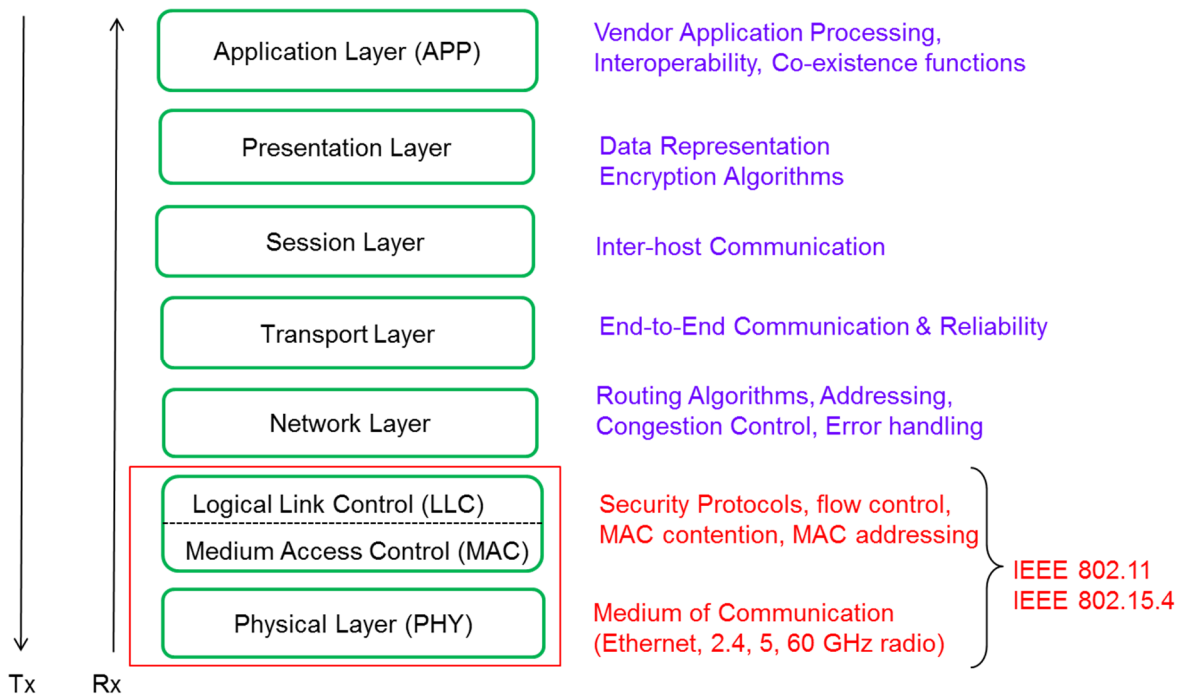 Application Layer (APP)
Vendor Application Processing,
Interoperability, Co-existence functions
Presentation Layer
Data Representation
Encryption Algorithms
Session Layer
Inter-host Communication
Transport Layer
End-to-End Communication & Reliability
Network Layer
Routing Algorithms, Addressing,
Congestion Control, Error handling
Logical Link Control (LLC)
Medium Access Control (MAC)
Security Protocols, flow control,
MAC contention, MAC addressing
Physical Layer (PHY)
Medium of Communication
(Ethernet, 2.4, 5, 60 GHz radio)
IEEE 802.11
IEEE 802.15.4
Tx
Rx